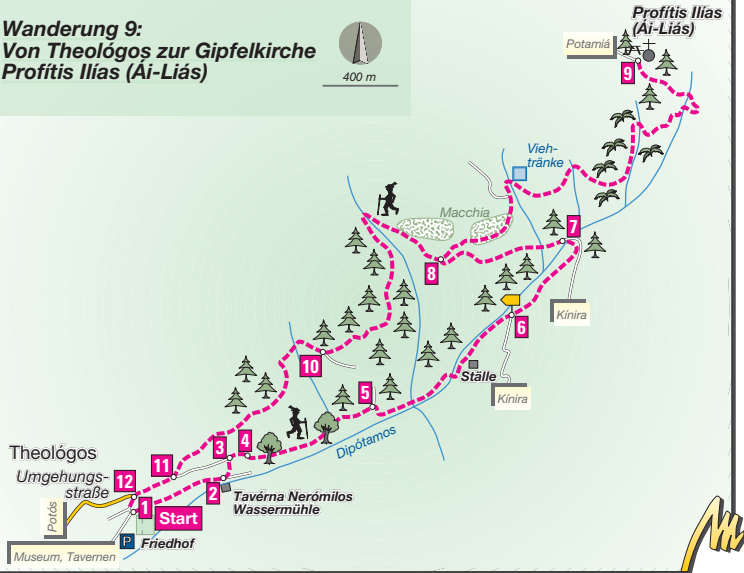 Wanderung 9:
Von Theológos zur Gipfelkirche
Profítis Ilías (Ái-Liás)
400 m
Profítis Ilías
(Ái-Liás)
Potamiá
9
Vieh-
tränke
Macchia
7
8
Kínira
6
10
Ställe
Kínira
5
Dipótamos
3
4
Theológos
11
Umgehungs-
straße
12
2
Tavérna Nerómilos
Wassermühle
1
Start
Potós
P
Friedhof
Museum, Tavernen